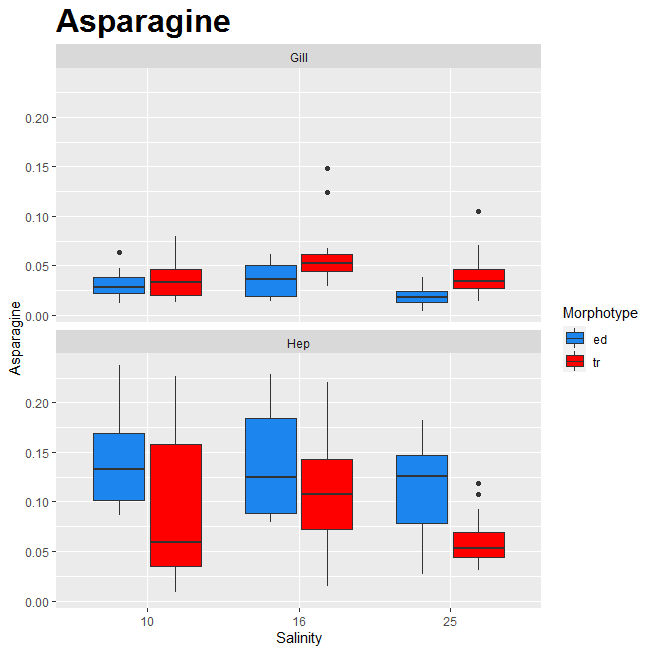 Asparagine
Gill
0.20
0.15
0.10
0.05
0.00
Asparagine
Hep
0.20
0.15
0.10
0.05
0.00
10 16 25
Salinity
Morphotype
ed
tr